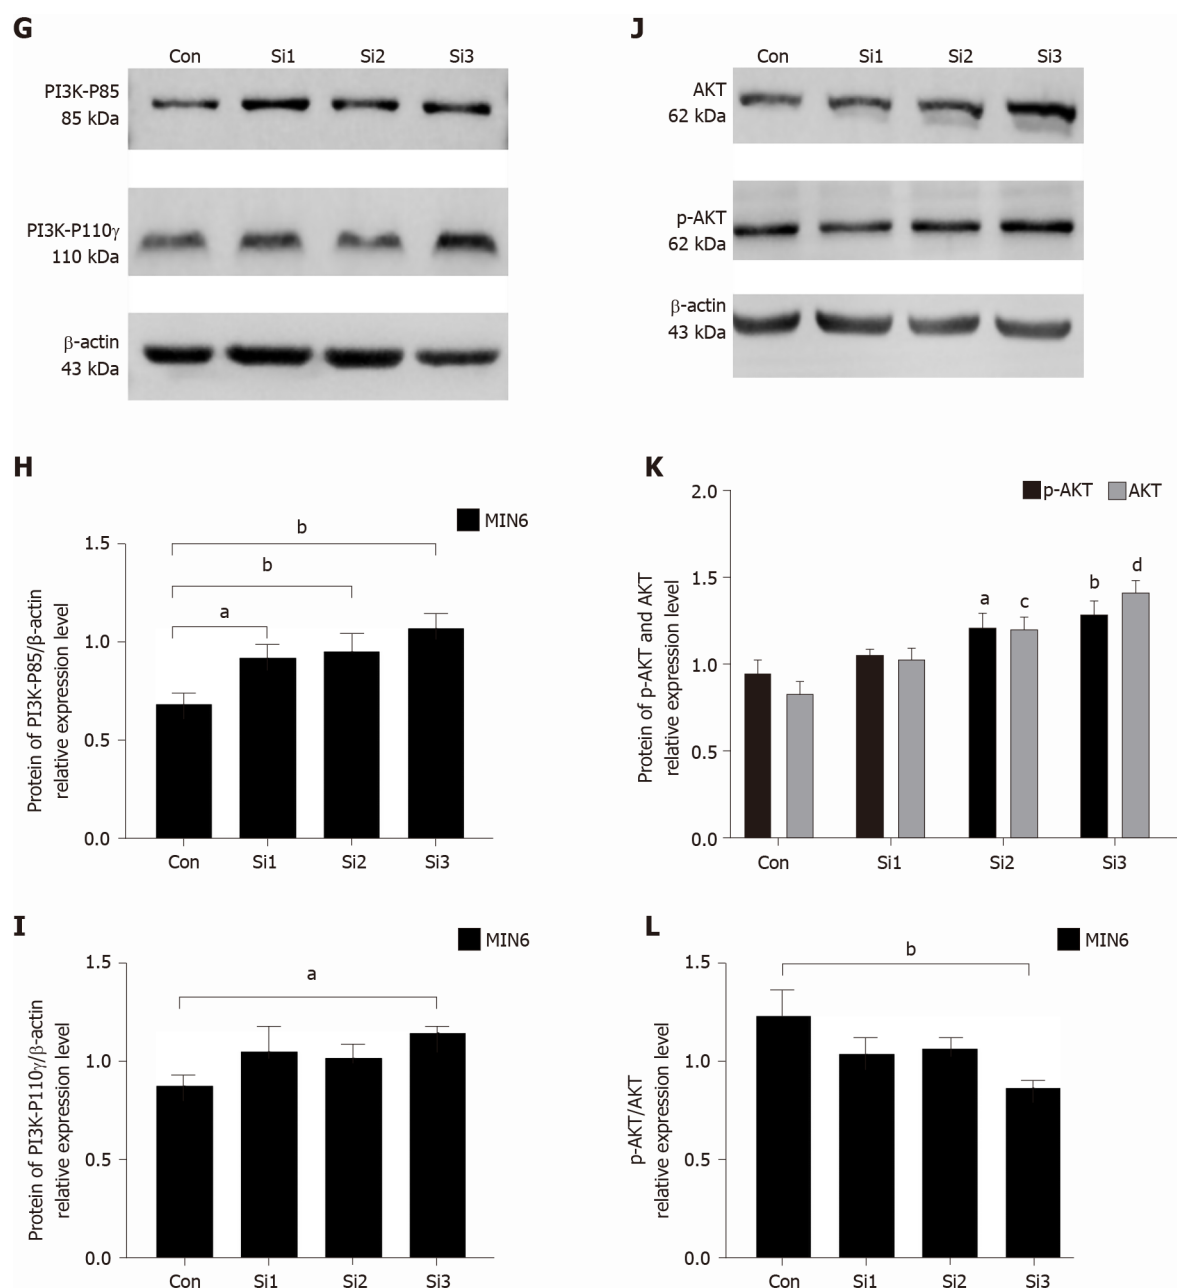 G
Con Si1 Si2 Si3
PI3K-P85
85 kDa
PI3K-P110γ
110 kDa
β-actin
43 kDa
J
Con Si1 Si2 Si3
AKT
62 kDa
p-AKT
62 kDa
β-actin
43 kDa
H
MIN6
Protein of PI3K-P85/β-actin
relative expression level
1.5
1.0
0.5
0.0
b
b
a
Con Si1 Si2 Si3
K
p-AKT AKT
Protein of p-AKT and AKT
relative expression level
2.0
1.5
1.0
0.5
0.0
a c b d
Con Si1 Si2 Si3
I
MIN6
Protein of PI3K-P110γ/β-actin
relative expression level
1.5
1.0
0.5
0.0
a
Con Si1 Si2 Si3
L
MIN6
p-AKT/AKT
relative expression level
1.5
1.0
0.5
0.0
b
Con Si1 Si2 Si3